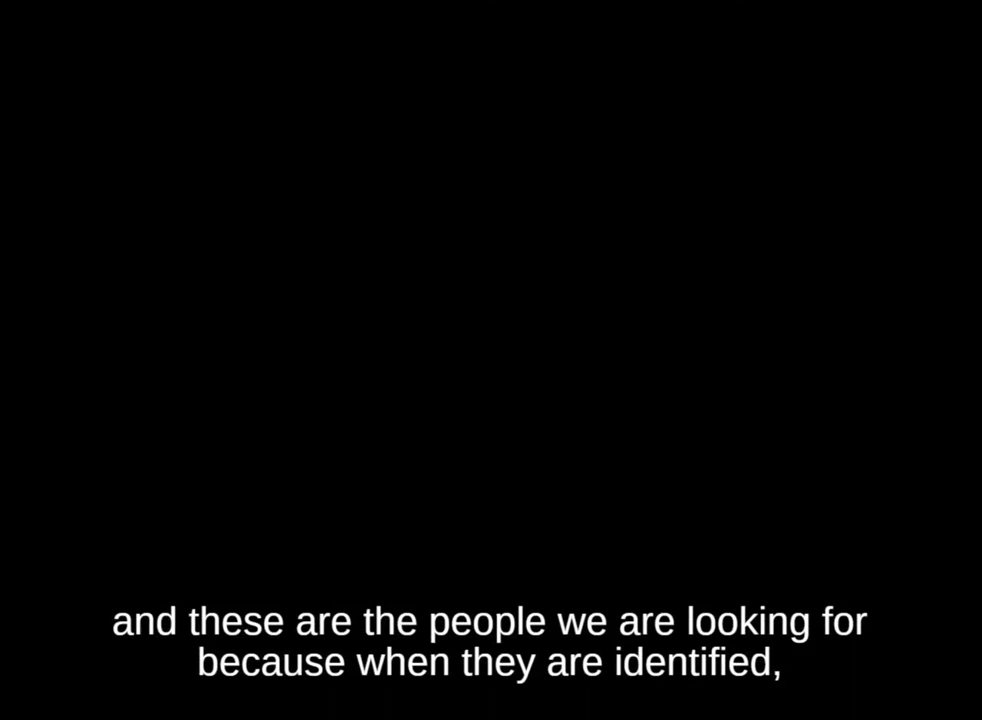 and these are the people we are looking for
because when they are identified,